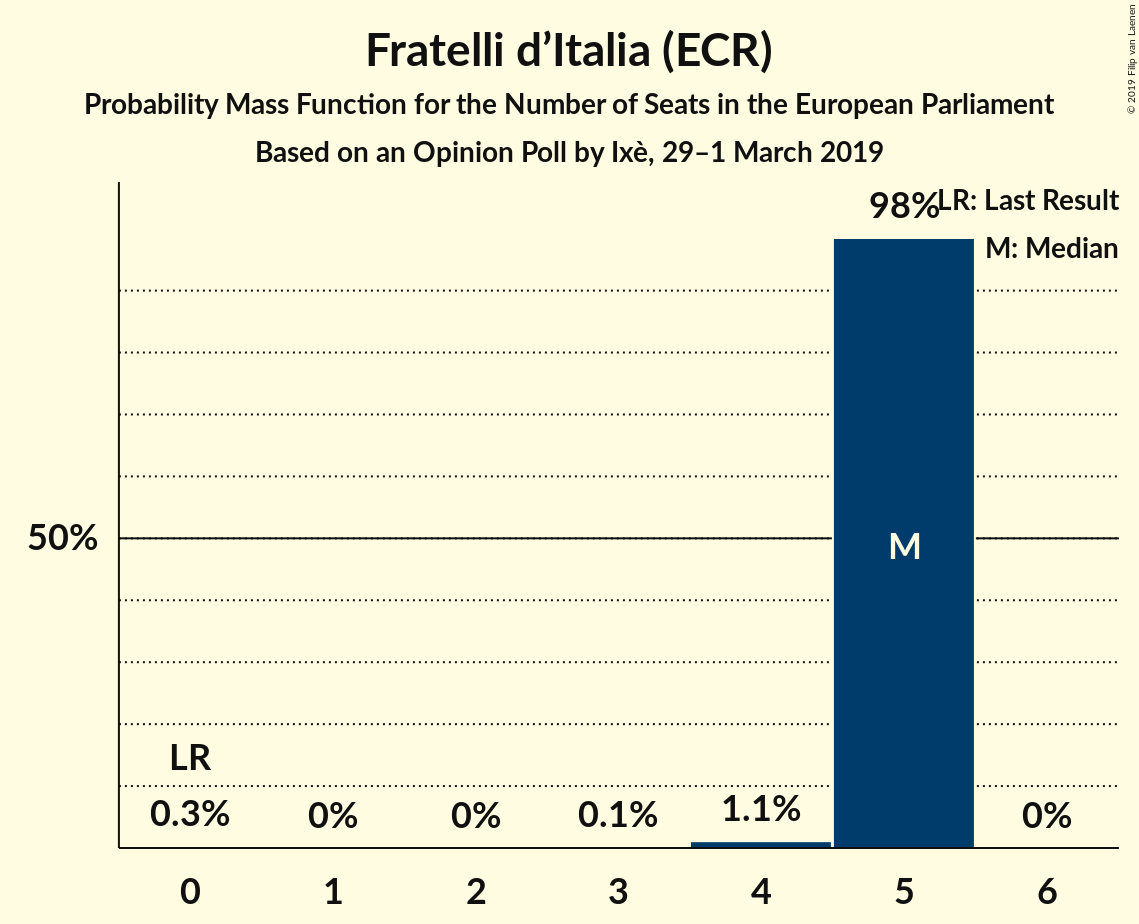 Fratelli d’Italia (ECR)
Probability Mass Function for the Number of Seats in the European Parliament
Based on an Opinion Poll by Ixè, 29–1 March 2019
© 2019 Filip van Laenen
98%
LR: Last Result
M: Median
50%
M
LR
0.3% 0% 0% 0.1% 1.1% 0%
0 1 2 3 4 5 6